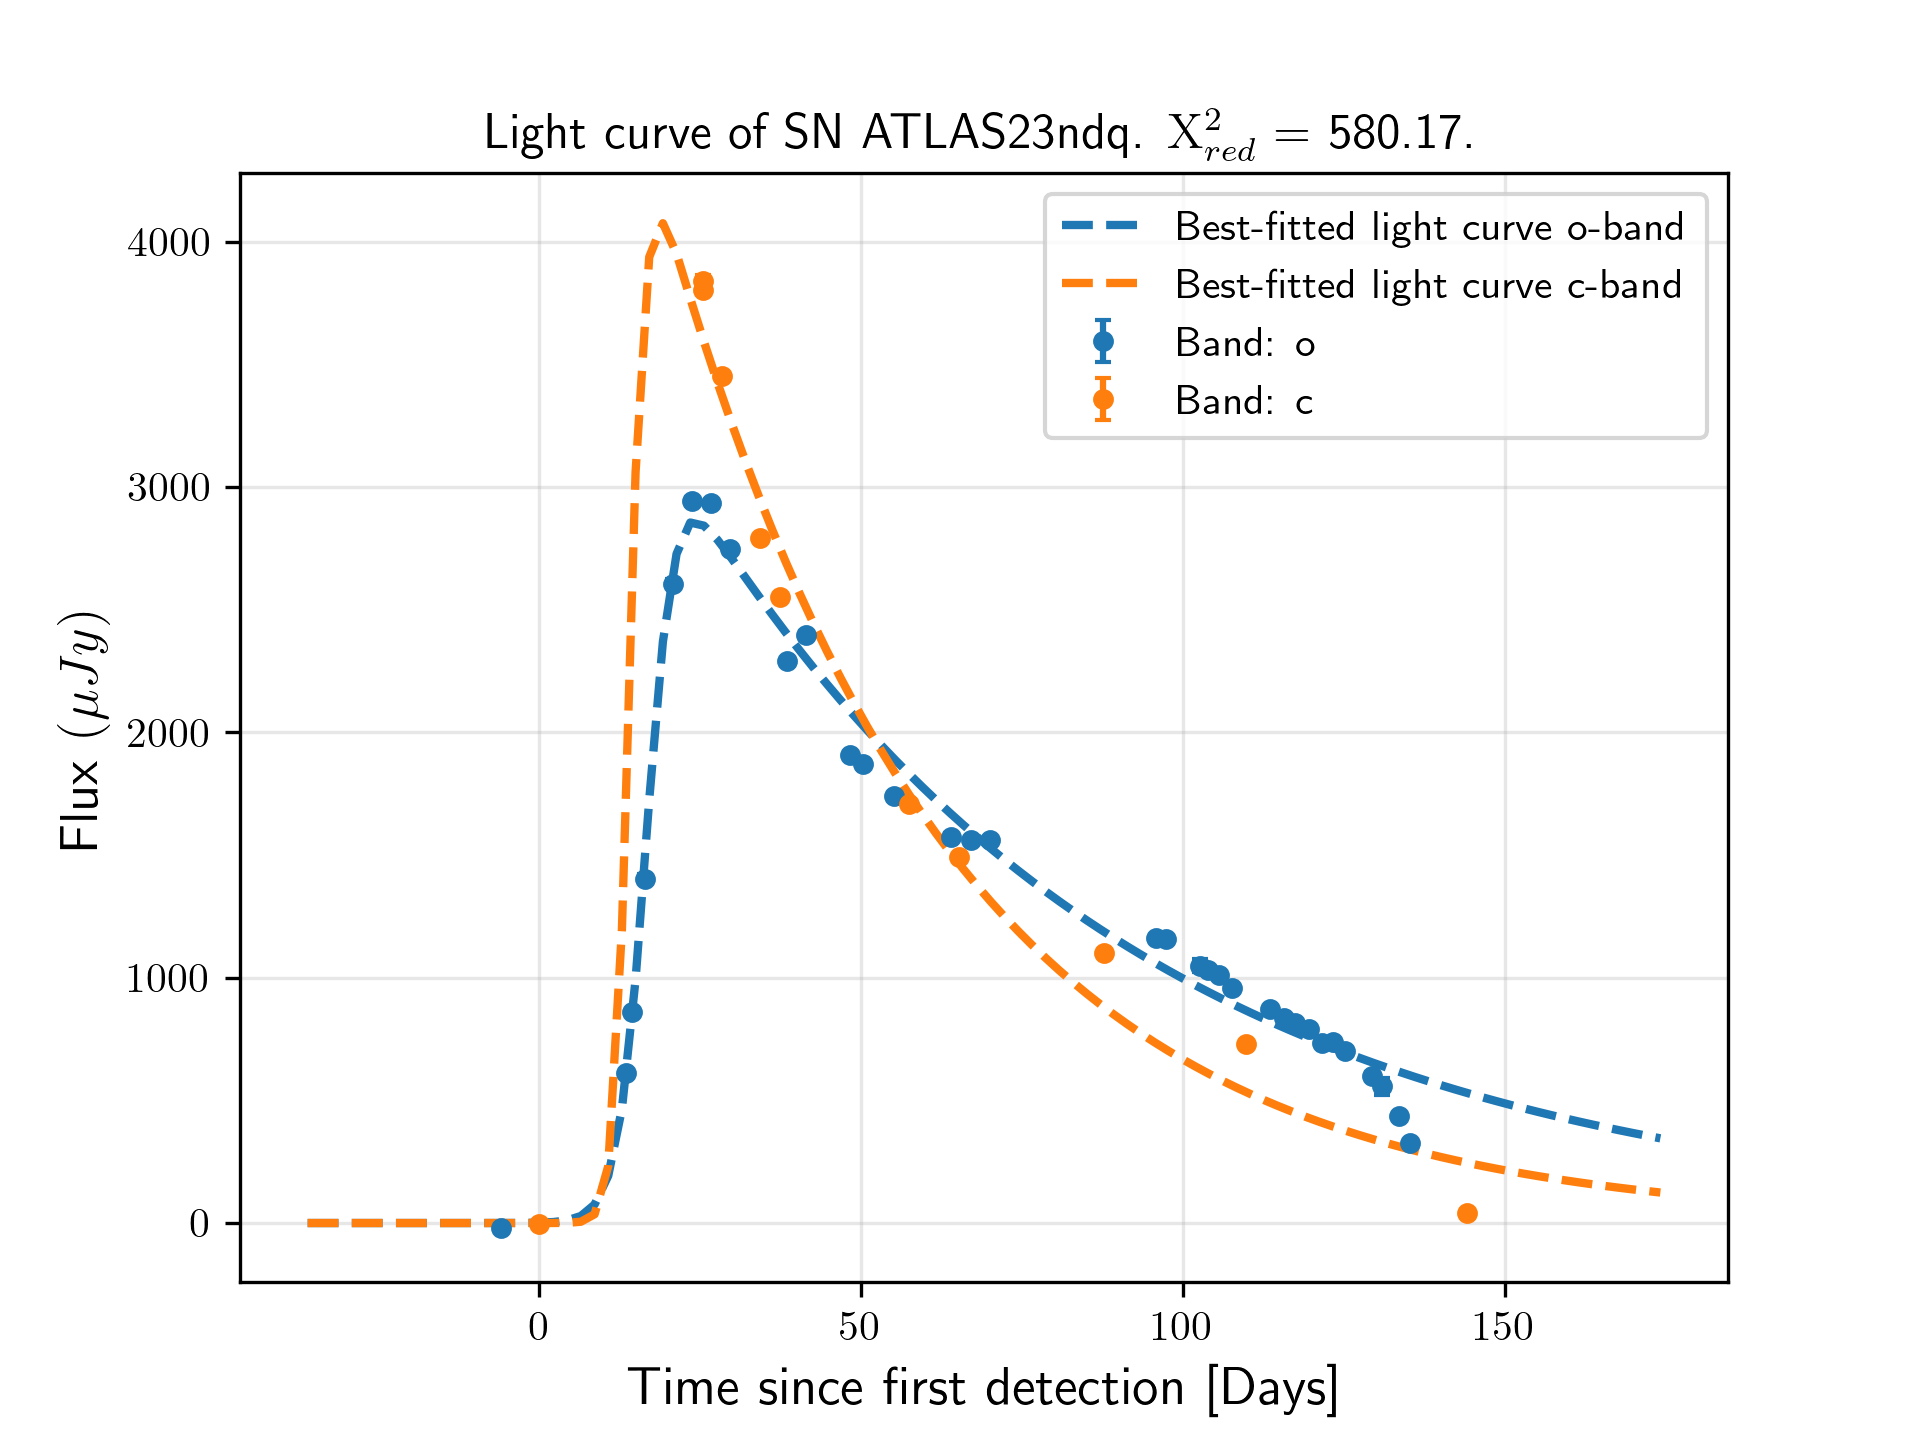 Light curve of SN ATLAS23ndq. X²_red = 580.17.
Best-fitted light curve o-band
Best-fitted light curve c-band
Band: o
Band: c
4000
3000
2000
1000
0
Flux (μJy)
0 50 100 150
Time since first detection [Days]